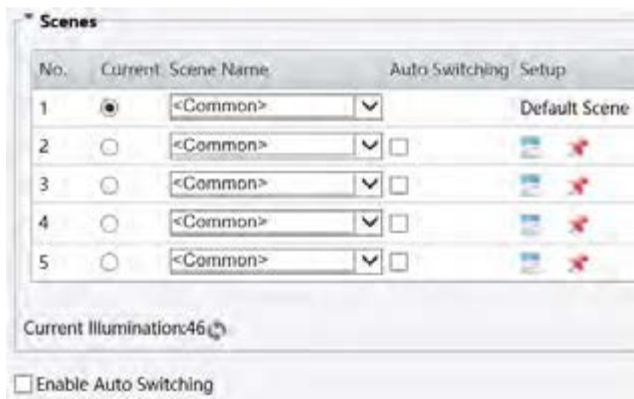 Scenes
No. Current Scene Name Auto Switching Setup
1 <Common> Default Scene
2 <Common>
3 <Common>
4 <Common>
5 <Common>
Current Illumination:46
Enable Auto Switching